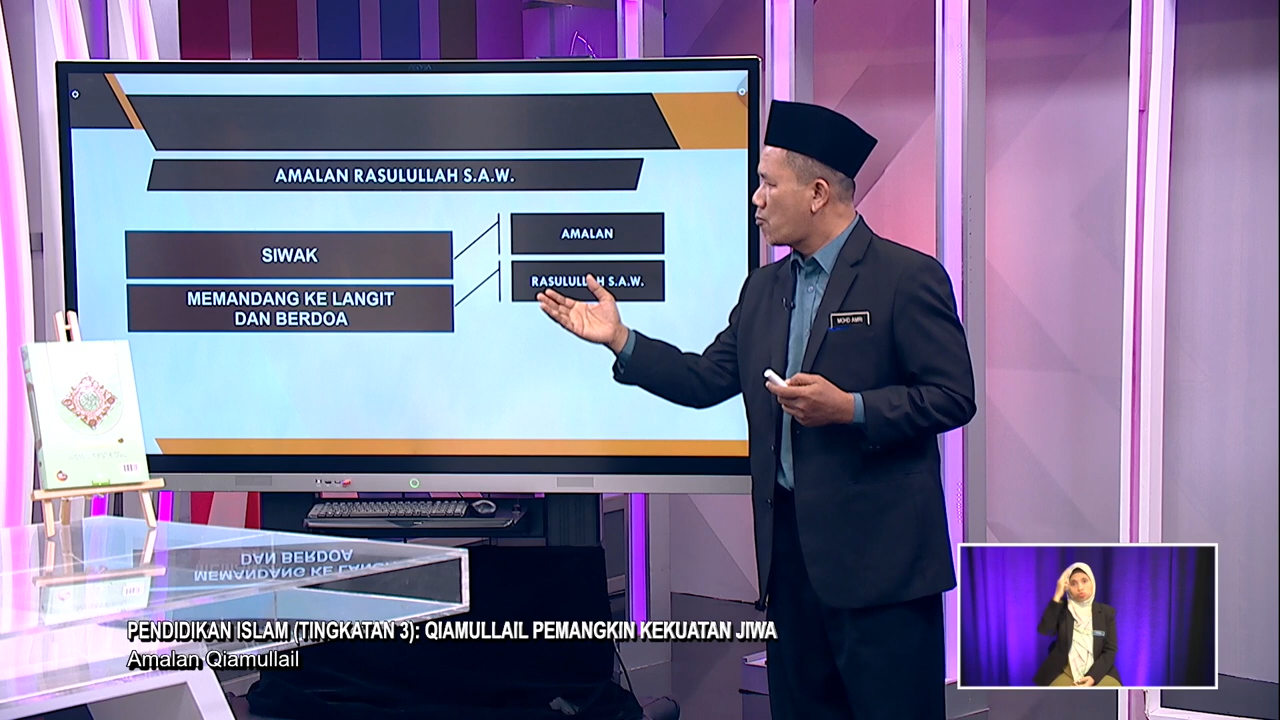 AMALAN RASULULLAH S.A.W.
SIWAK
MEMANDANG KE LANGIT
DAN BERDOA
AMALAN
RASULULLAH S.A.W.
MOHD AMRI
PENDIDIKAN ISLAM (TINGKATAN 3): QIAMULLAIL PEMANGKIN KEKUATAN JIWA
Amalan Qiamullail